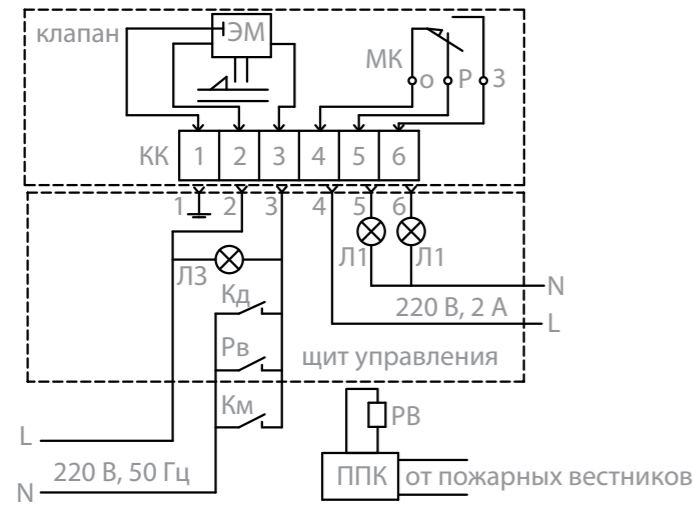 клапан
ЭМ
МК
о Р З
КК 1 2 3 4 5 6
1 2 3 4 5 6
Л3 Л1 Л1
Кд
N
220 В, 2 А
L
Рв
щит управления
Км
РВ
L
220 В, 50 Гц
N
ППК от пожарных вестников